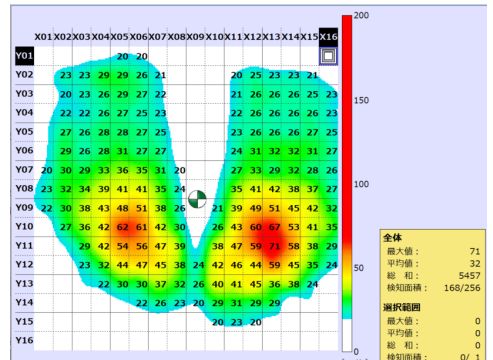 X01 X02 X03 X04 X05 X06 X07 X08 X09 X10 X11 X12 X13 X14 X15 X16
Y01 20 20
Y02 23 23 29 29 26 21 20 25 23 23 21
Y03 20 23 26 29 27 22 21 26 26 26 25 23
Y04 22 22 26 27 25 23 22 26 26 26 26 23
Y05 27 26 28 28 27 25 23 26 26 26 27 25
Y06 29 26 28 31 27 27 24 31 32 32 31 27
Y07 20 30 29 33 36 35 31 20 27 33 29 32 28 26
Y08 23 32 34 39 41 41 35 24 35 41 42 38 37 27
Y09 22 30 38 43 48 51 38 26 21 39 49 51 45 42 32
Y10 27 36 42 62 61 42 30 26 43 60 67 53 41 35
Y11 29 42 54 56 47 39 38 47 59 71 58 38 29
Y12 23 32 44 47 45 38 24 42 46 44 59 45 35 24
Y13 22 30 30 37 32 26 40 41 45 36 38 24
Y14 22 26 23 20 29 31 29 29
Y15 20 23 20
Y16
200
150
100
50
0
全体
最大値： 71
平均値： 32
総 和： 5457
検知面積： 168/256
選択範囲
最大値： 0
平均値： 0
総 和： 0
検知面積： 0/ 1